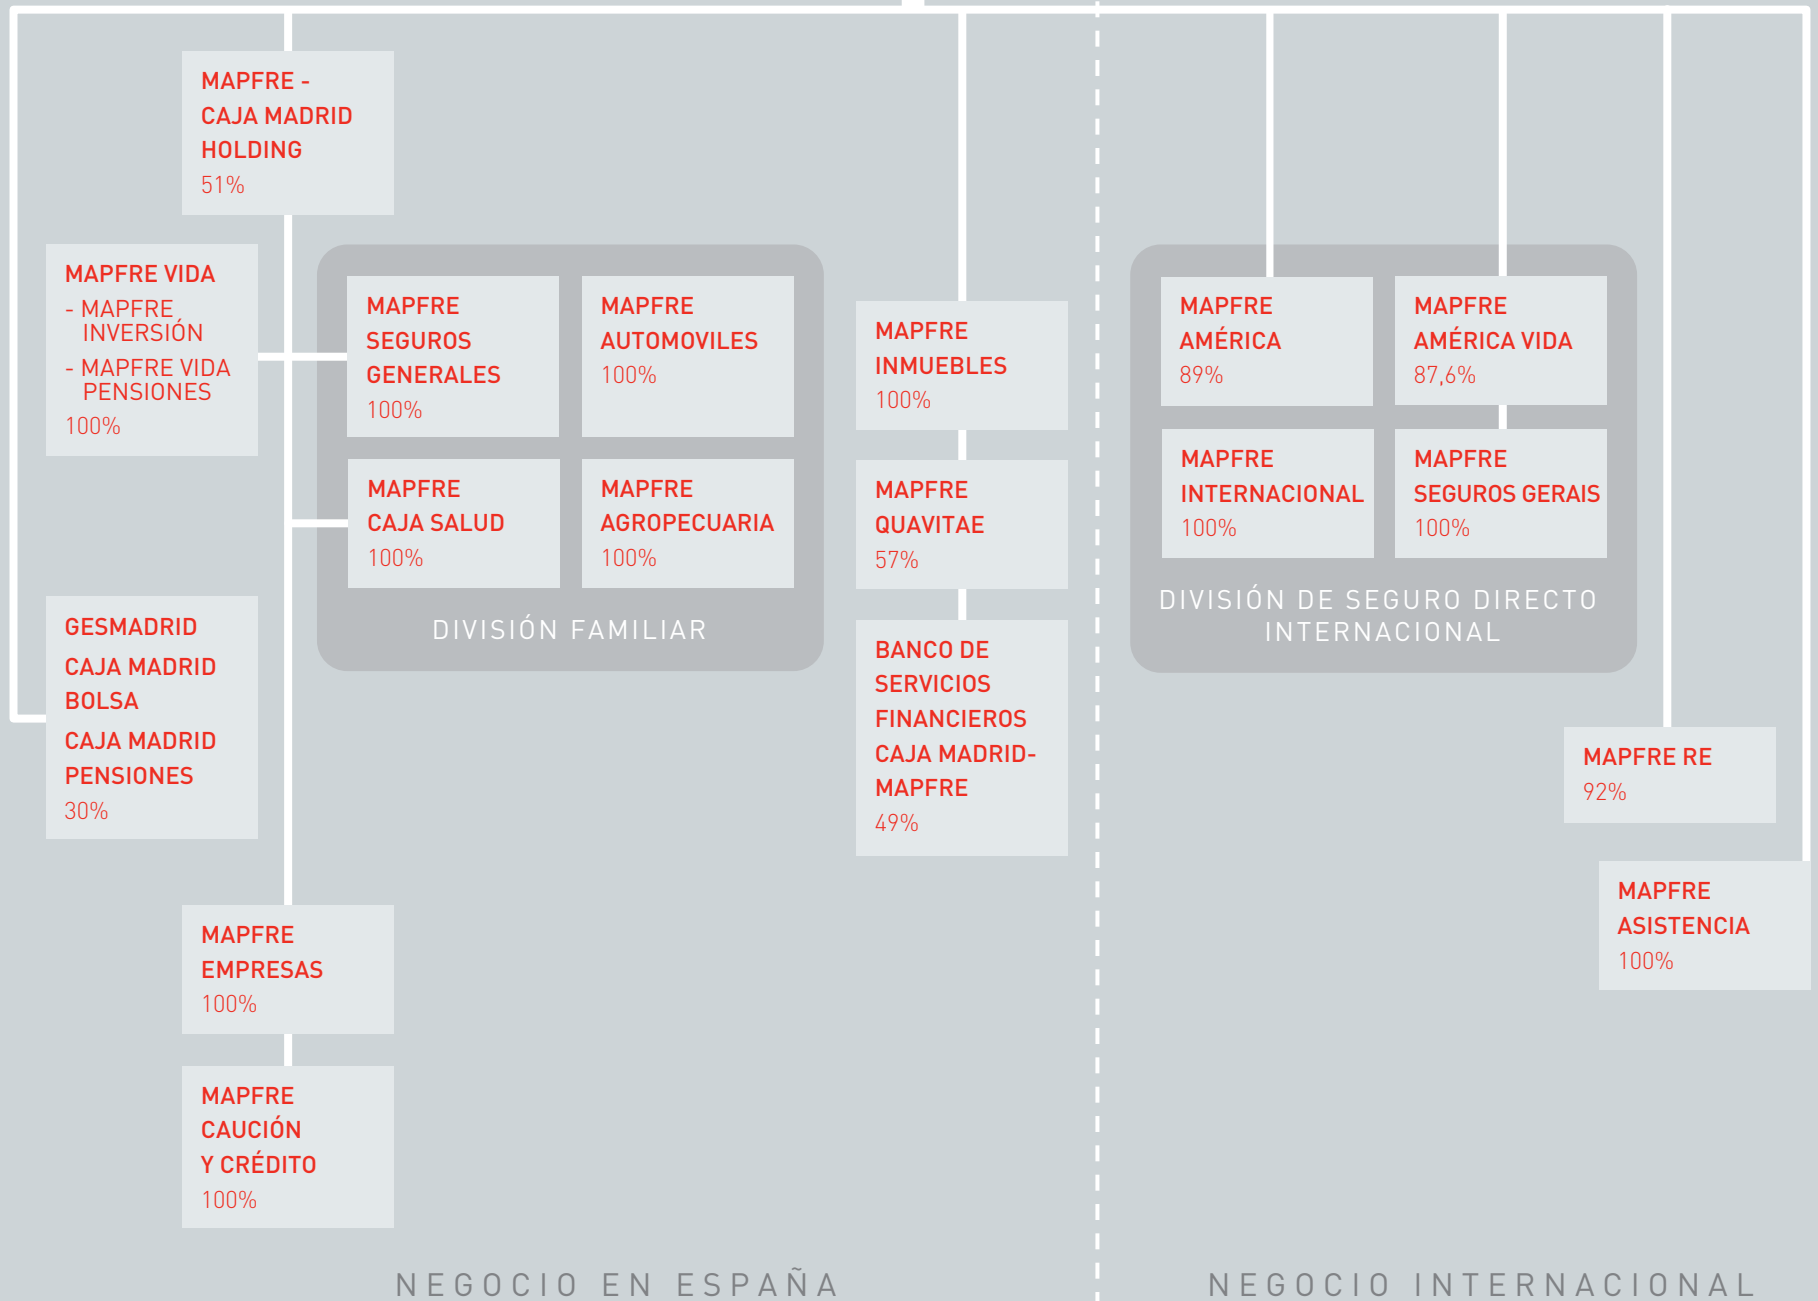 MAPFRE -
CAJA MADRID
HOLDING
51%
MAPFRE VIDA
- MAPFRE
INVERSIÓN
- MAPFRE VIDA
PENSIONES
100%
MAPFRE
SEGUROS
GENERALES
100%
MAPFRE
AUTOMOVILES
100%
MAPFRE
CAJA SALUD
100%
MAPFRE
AGROPECUARIA
100%
DIVISIÓN FAMILIAR
GESMADRID
CAJA MADRID
BOLSA
CAJA MADRID
PENSIONES
30%
MAPFRE
EMPRESAS
100%
MAPFRE
CAUCIÓN
Y CRÉDITO
100%
MAPFRE
INMUEBLES
100%
MAPFRE
QUAVITAE
57%
BANCO DE
SERVICIOS
FINANCIEROS
CAJA MADRID-
MAPFRE
49%
NEGOCIO EN ESPAÑA
MAPFRE
AMÉRICA
89%
MAPFRE
AMÉRICA VIDA
87,6%
MAPFRE
INTERNACIONAL
100%
MAPFRE
SEGUROS GERAIS
100%
DIVISIÓN DE SEGURO DIRECTO
INTERNACIONAL
MAPFRE RE
92%
MAPFRE
ASISTENCIA
100%
NEGOCIO INTERNACIONAL